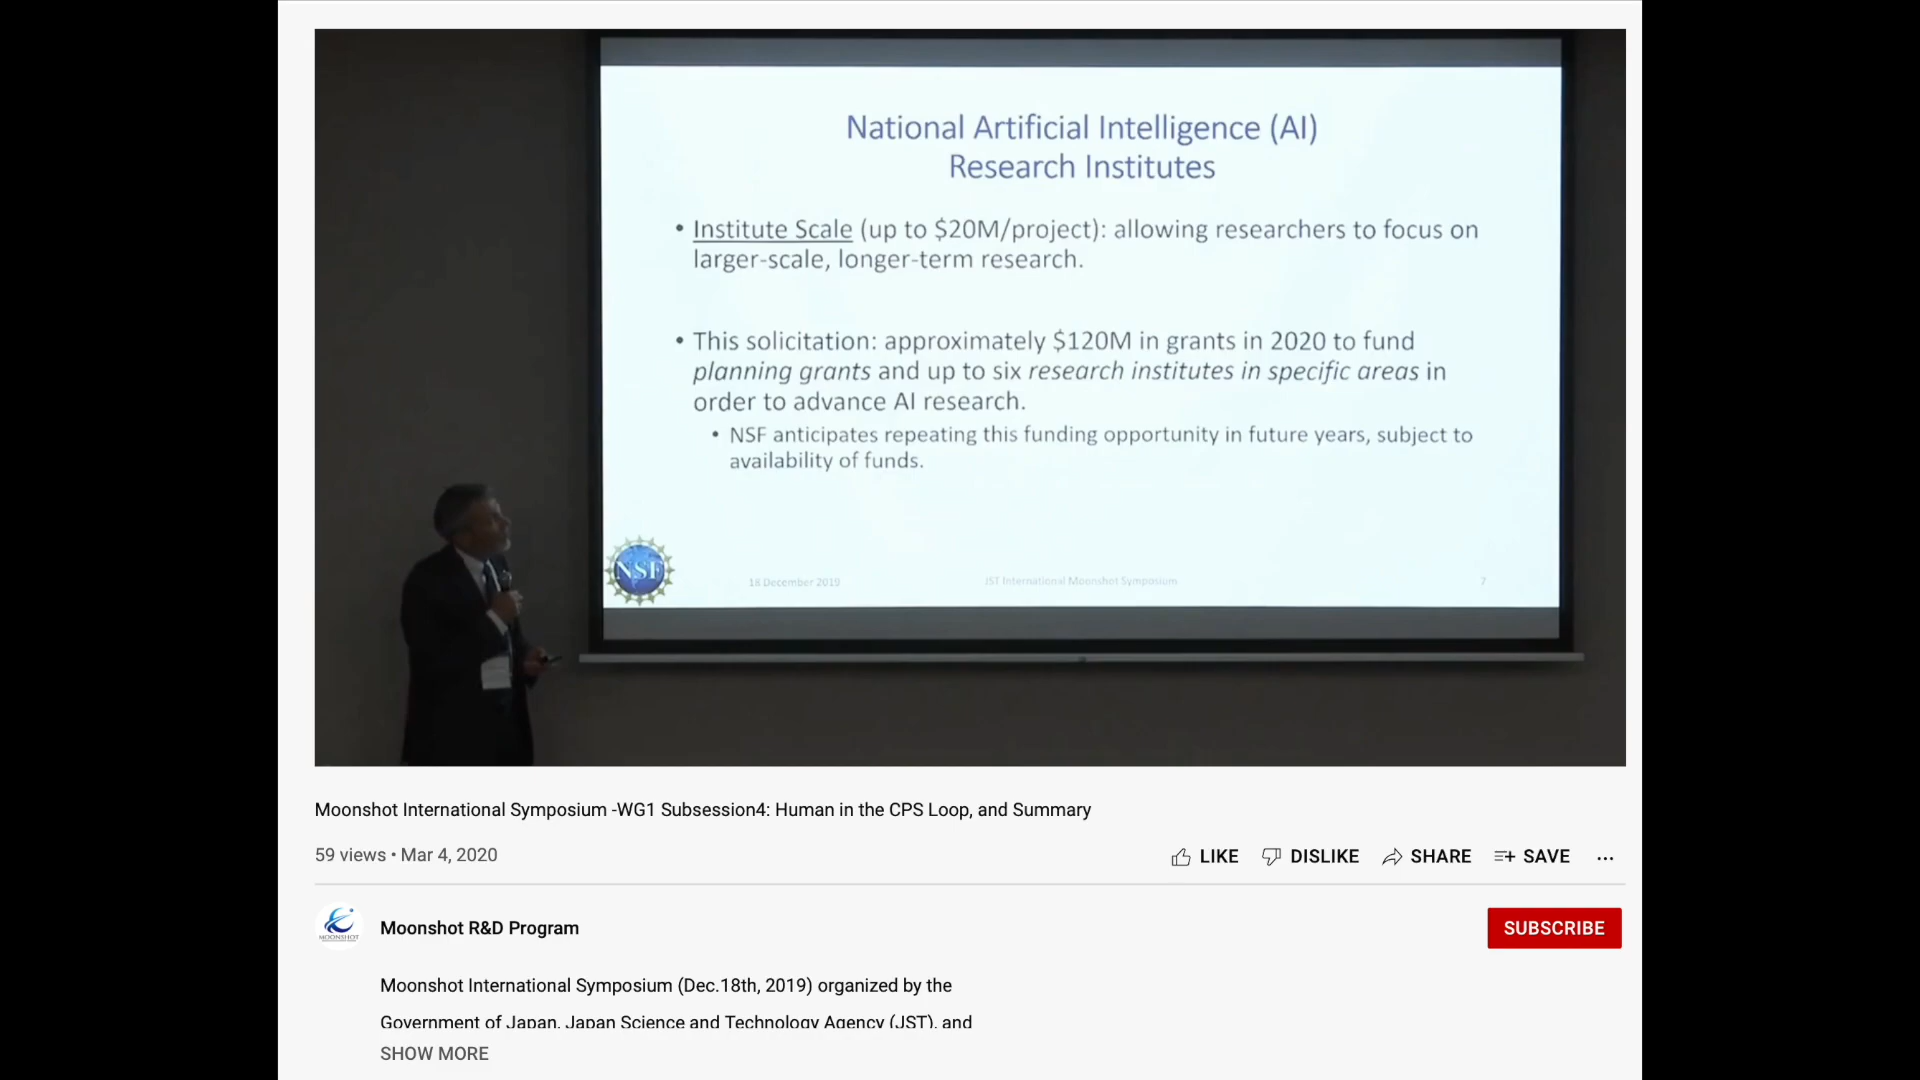 National Artificial Intelligence (AI)
Research Institutes
• Institute Scale (up to $20M/project): allowing researchers to focus on
larger-scale, longer-term research.
• This solicitation: approximately $120M in grants in 2020 to fund
planning grants and up to six research institutes in specific areas in
order to advance AI research.
• NSF anticipates repeating this funding opportunity in future years, subject to
availability of funds.
NSF
18 December 2019
JST International Moonshot Symposium
7
Moonshot International Symposium -WG1 Subsession4: Human in the CPS Loop, and Summary
59 views • Mar 4, 2020
LIKE
DISLIKE
SHARE
SAVE
...
MOONSHOT
Moonshot R&D Program
SUBSCRIBE
Moonshot International Symposium (Dec.18th, 2019) organized by the
Government of Japan, Japan Science and Technology Agency (JST), and
SHOW MORE